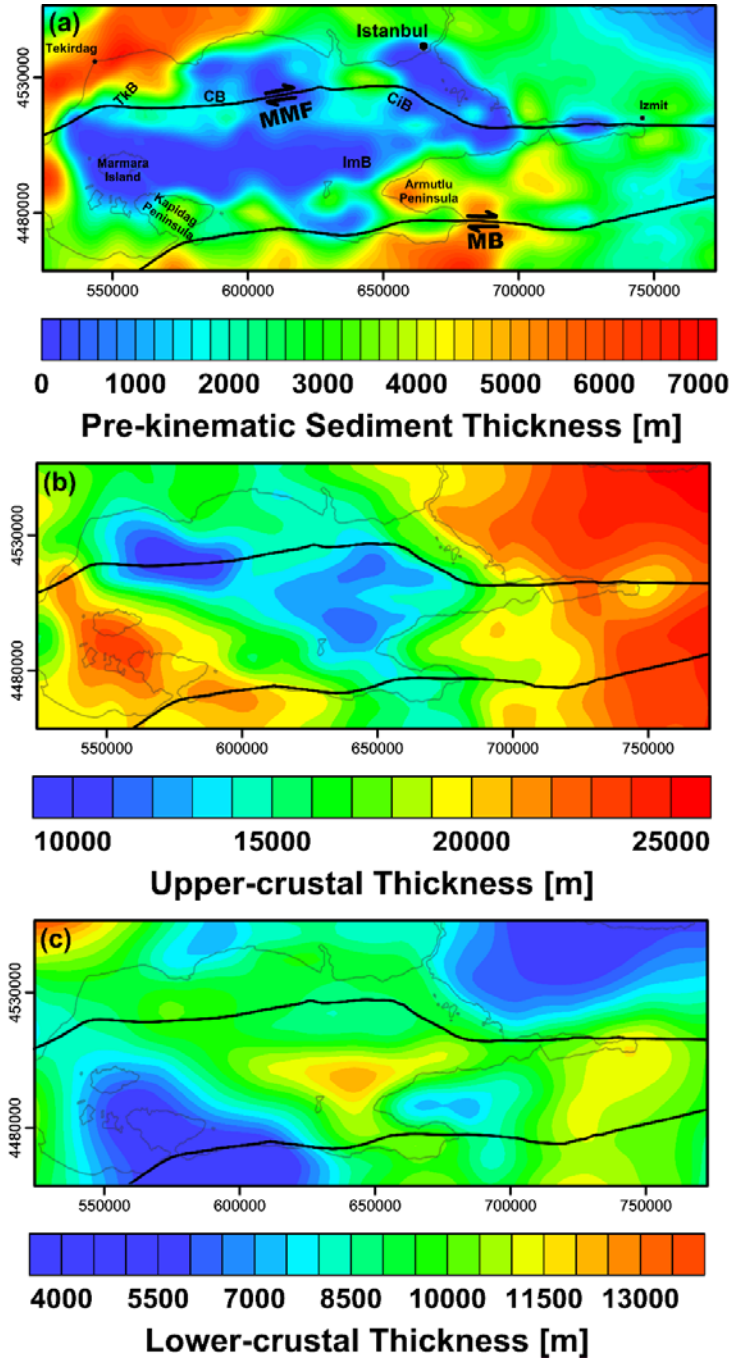 (a)
Istanbul
Tekirdag
4530000
TkB
CB
CiB
MMF
Izmit
Marmara
Island
ImB
Armutlu
Peninsula
Kapidag
Peninsula
4480000
MB
550000 600000 650000 700000 750000
0 1000 2000 3000 4000 5000 6000 7000
Pre-kinematic Sediment Thickness [m]
(b)
4530000
4480000
550000 600000 650000 700000 750000
10000 15000 20000 25000
Upper-crustal Thickness [m]
(c)
4530000
4480000
550000 600000 650000 700000 750000
4000 5500 7000 8500 10000 11500 13000
Lower-crustal Thickness [m]